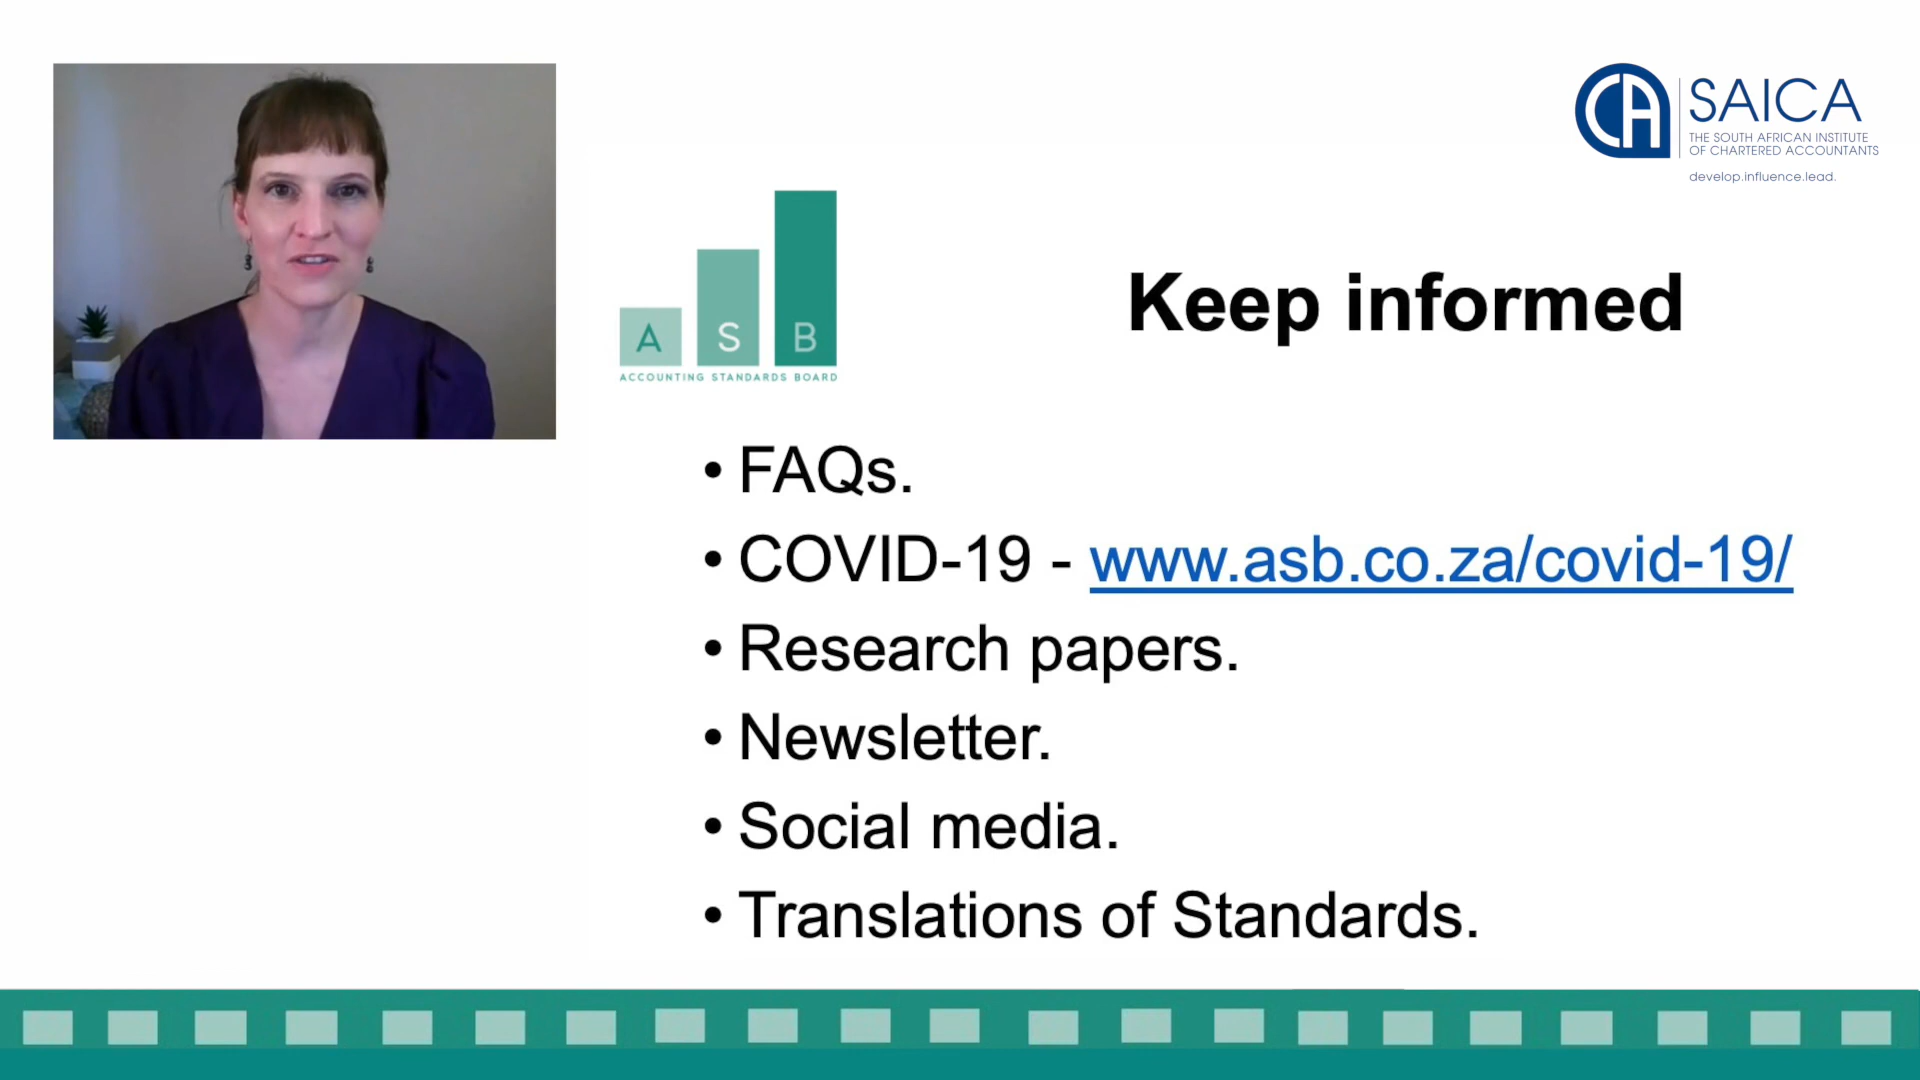 SAICA
THE SOUTH AFRICAN INSTITUTE
OF CHARTERED ACCOUNTANTS
develop.influence.lead.
CA
A S B
ACCOUNTING STANDARDS BOARD
Keep informed
• FAQs.
• COVID-19 - www.asb.co.za/covid-19/
• Research papers.
• Newsletter.
• Social media.
• Translations of Standards.